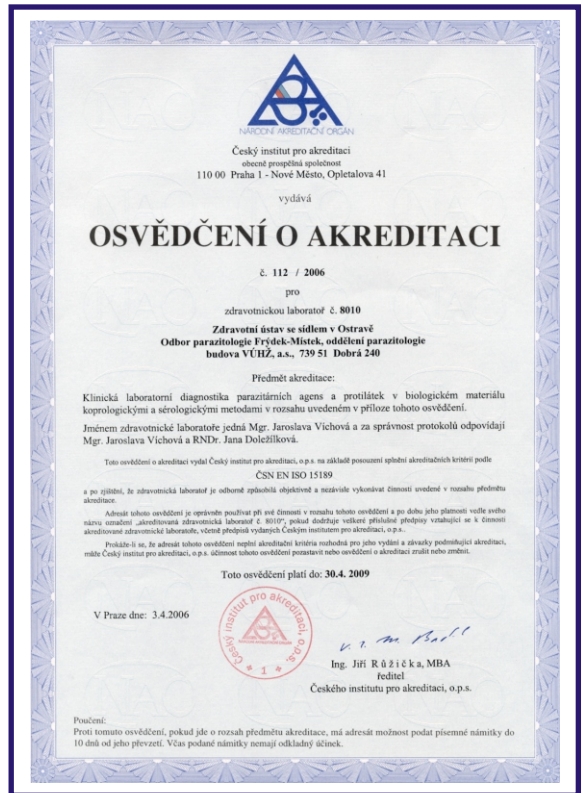 NÁRODNÍ AKREDITAČNÍ ORGÁN
Český institut pro akreditaci
obecně prospěšná společnost
110 00 Praha 1 - Nové Město, Opletalova 41
vydává
OSVĚDČENÍ O AKREDITACI
č. 112 / 2006
pro
zdravotnickou laboratoř č. 8010
Zdravotní ústav se sídlem v Ostravě
Odbor parazitologie Frýdek-Místek, oddělení parazitologie
budova VÚHŽ, a.s., 739 51 Dobrá 240
Předmět akreditace:
Klinická laboratorní diagnostika parazitárních agens a protilátek v biologickém materiálu
koprologickými a sérologickými metodami v rozsahu uvedeném v příloze tohoto osvědčení.
Jménem zdravotnické laboratoře jedná Mgr. Jaroslava Víchová a za správnost protokolů odpovídají
Mgr. Jaroslava Víchová a RNDr. Jana Doležílková.
Toto osvědčení o akreditaci vydal Český institut pro akreditaci, o.p.s. na základě posouzení splnění akreditačních kritérií podle
ČSN EN ISO 15189
a po zjištění, že zdravotnická laboratoř je odborně způsobilá objektivně a nezávisle vykonávat činnosti uvedené v rozsahu předmětu
akreditace.
Adresát tohoto osvědčení je oprávněn používat při své činnosti v rozsahu tohoto osvědčení a po dobu jeho platnosti vedle svého
názvu označení „akreditovaná zdravotnická laboratoř č. 8010“, pokud dodržuje veškeré příslušné předpisy vztahující se k činnosti
akreditované zdravotnické laboratoře, včetně předpisů vydaných Českým institutem pro akreditaci, o.p.s..
Prokáže-li se, že adresát tohoto osvědčení neplní akreditační kritéria rozhodná pro jeho vydání a závazky podmiňující akreditaci,
může Český institut pro akreditaci, o.p.s. účinnost tohoto osvědčení pozastavit nebo osvědčení o akreditaci zrušit nebo změnit.
Toto osvědčení platí do: 30.4. 2009
V Praze dne: 3.4.2006
Český institut pro akreditaci, o.p.s.
1
Ing. Jiří Růžička, MBA
ředitel
Českého institutu pro akreditaci, o.p.s.
Poučení:
Proti tomuto osvědčení, pokud jde o rozsah předmětu akreditace, má adresát možnost podat písemné námitky do
10 dnů od jeho převzetí. Včas podané námitky nemají odkladný účinek.